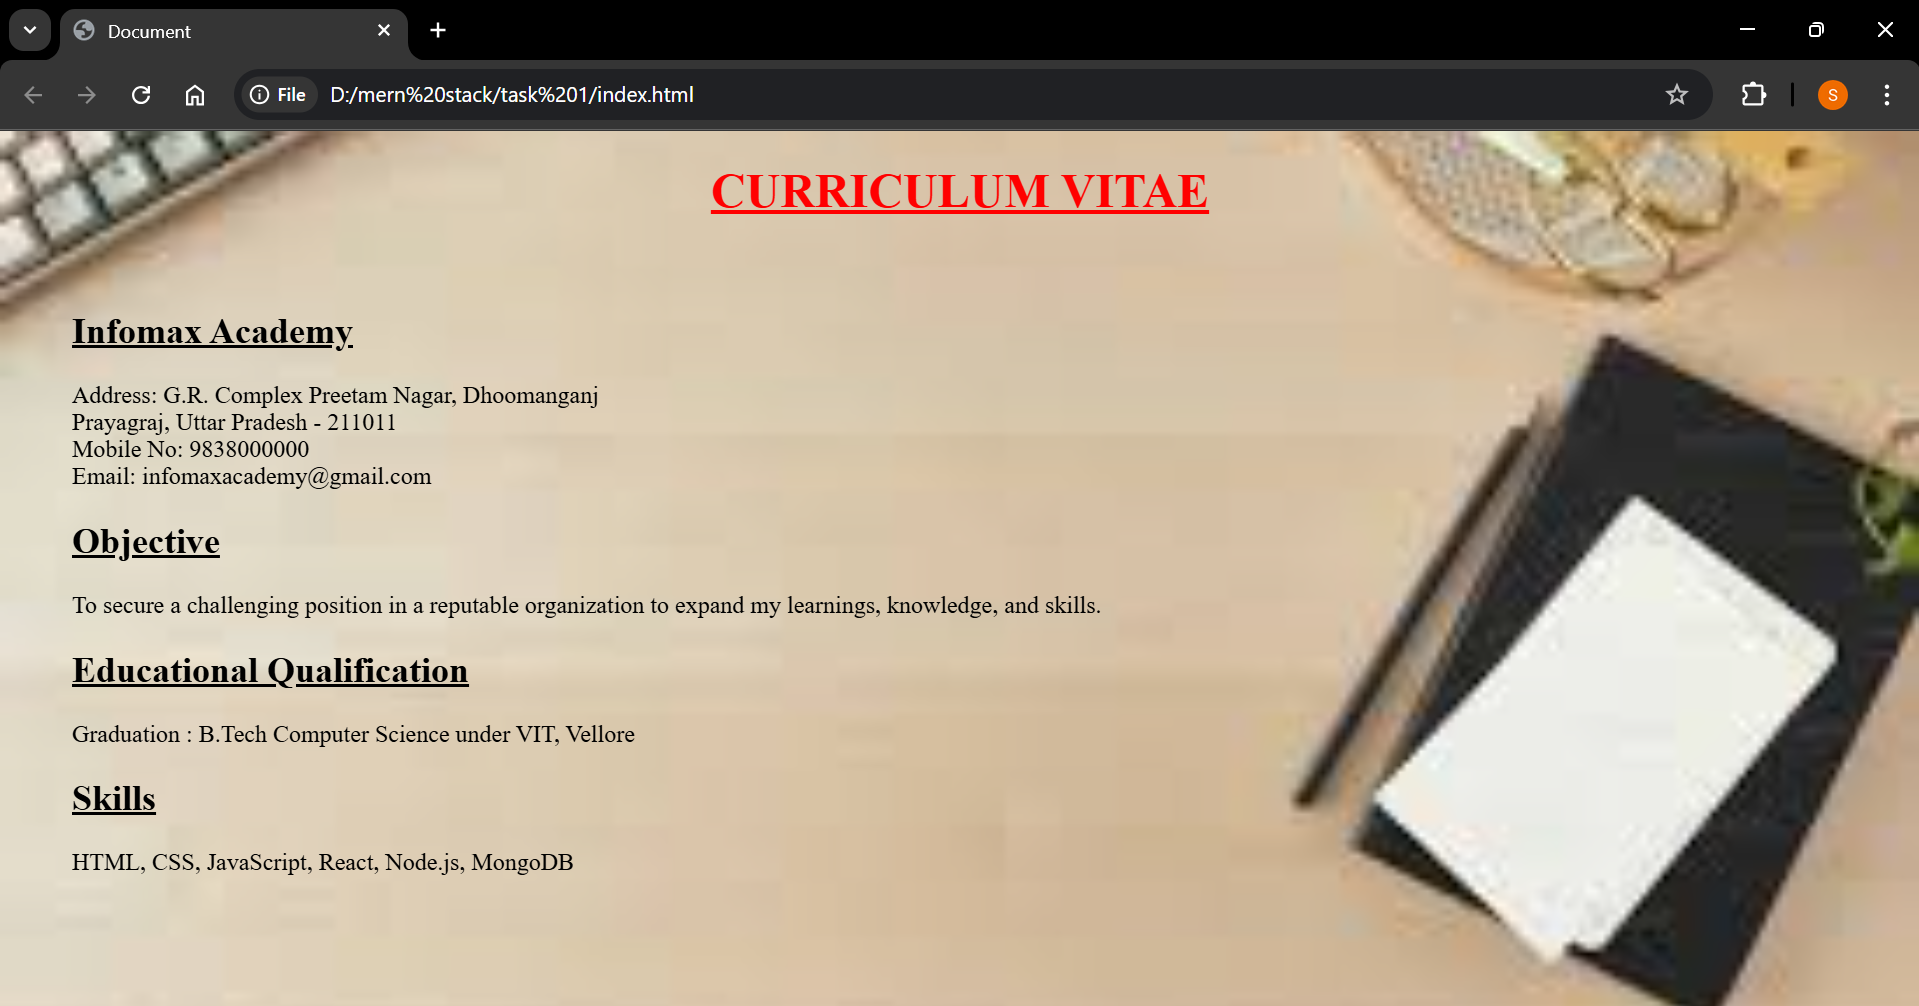 Document
File
D:/mern%20stack/task%201/index.html
S
CURRICULUM VITAE
Infomax Academy
Address: G.R. Complex Preetam Nagar, Dhoomanganj
Prayagraj, Uttar Pradesh - 211011
Mobile No: 9838000000
Email: infomaxacademy@gmail.com
Objective
To secure a challenging position in a reputable organization to expand my learnings, knowledge, and skills.
Educational Qualification
Graduation : B.Tech Computer Science under VIT, Vellore
Skills
HTML, CSS, JavaScript, React, Node.js, MongoDB